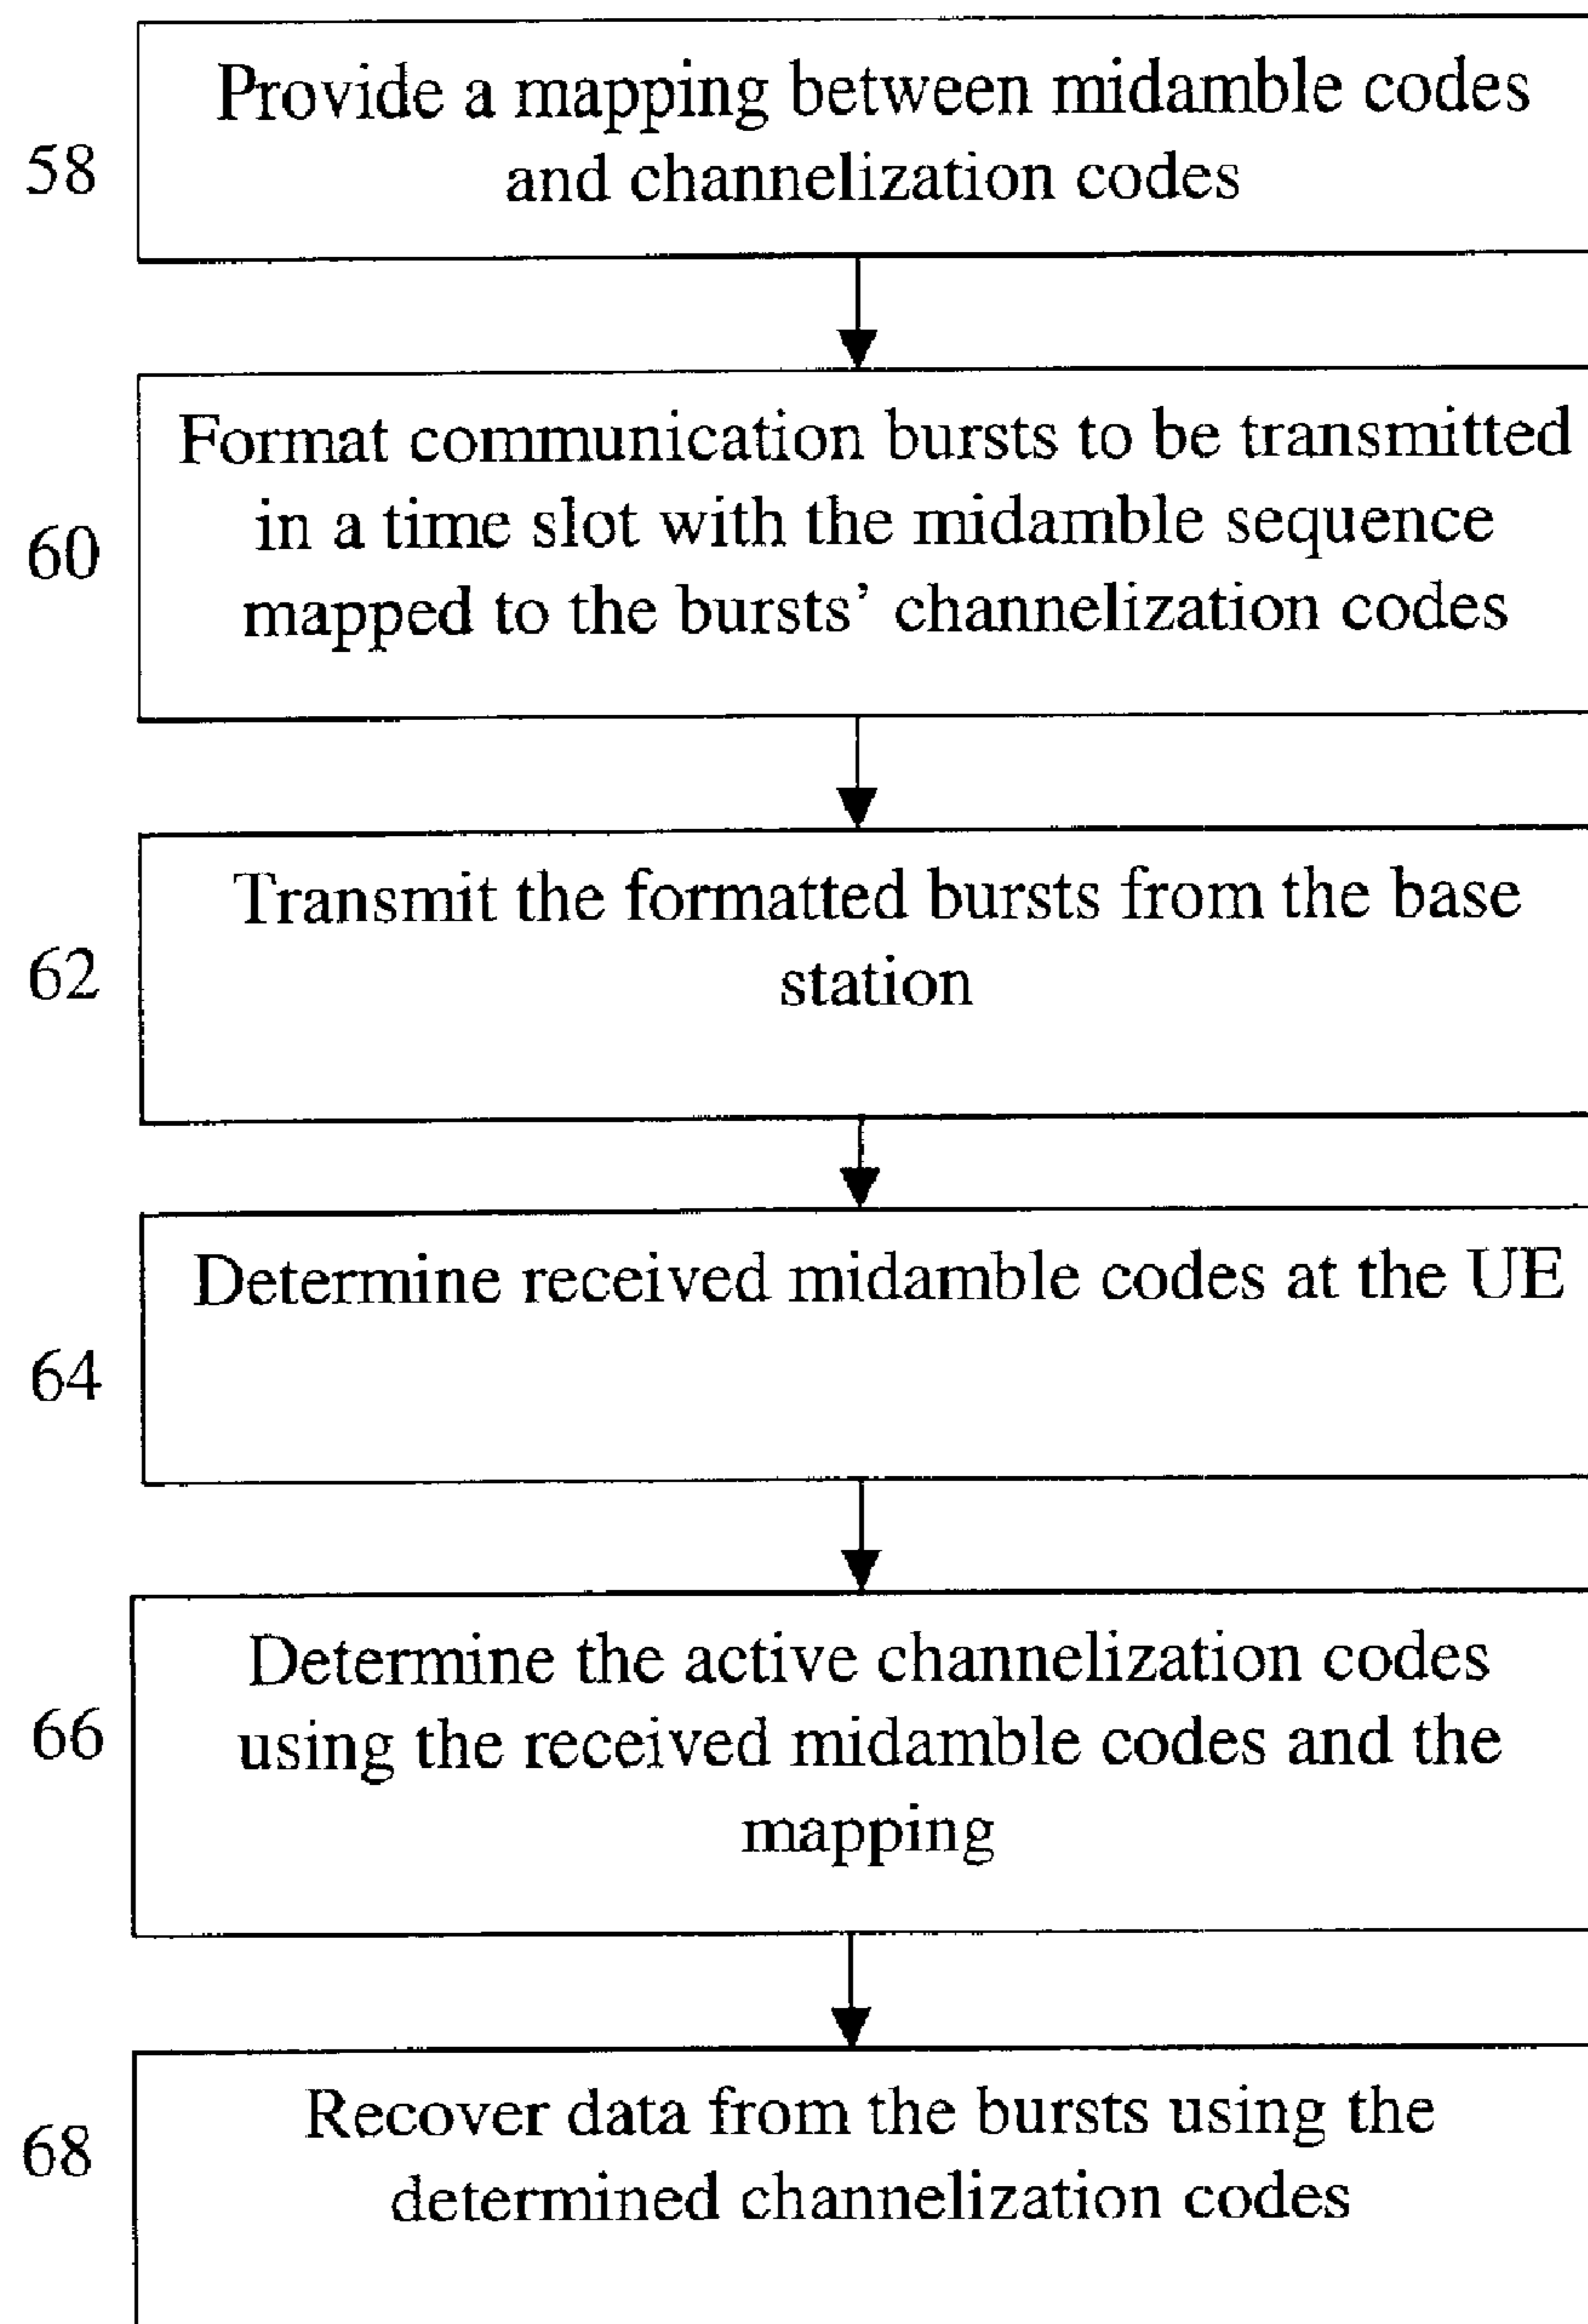 Provide a mapping between midamble codes
58
and channelization codes
Format communication bursts to be transmitted
in a time slot with the midamble sequence
60
mapped to the bursts’ channelization codes
Transmit the formatted bursts from the base
62
station
Determine received midamble codes at the UE
64
Determine the active channelization codes
66
using the received midamble codes and the
mapping
Recover data from the bursts using the
68
determined channelization codes